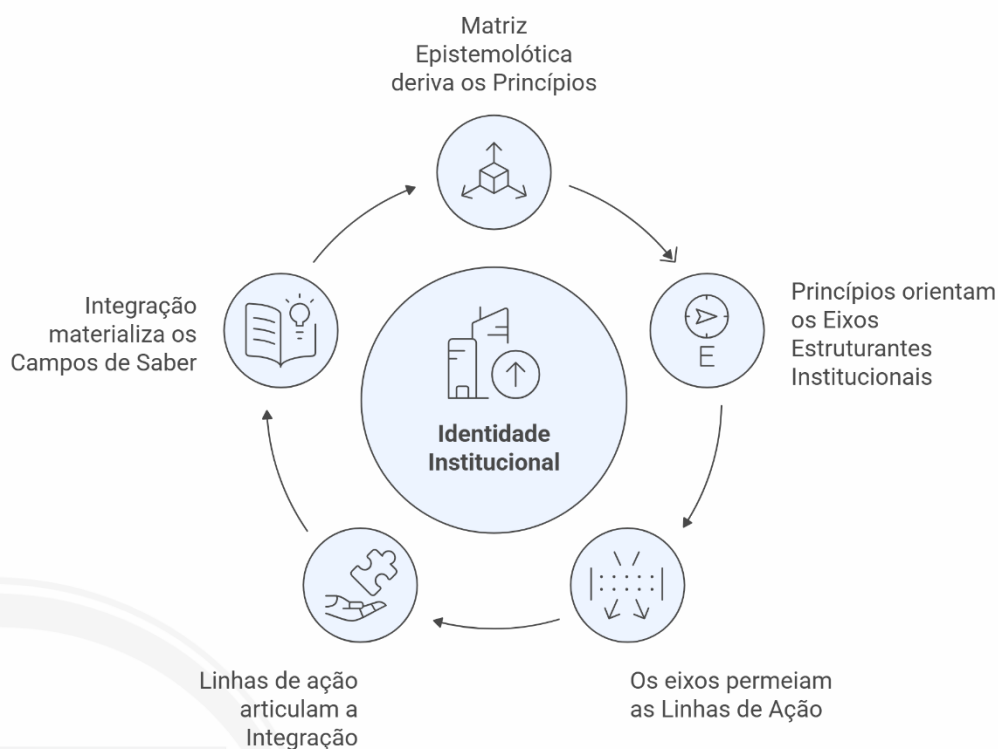 Matriz
Epistemolótica
deriva os Princípios
Princípios orientam
os Eixos
Estruturantes
Institucionais
E
Integração
materializa os
Campos de Saber
Identidade
Institucional
Os eixos permeiam
as Linhas de Ação
Linhas de ação
articulam a
Integração